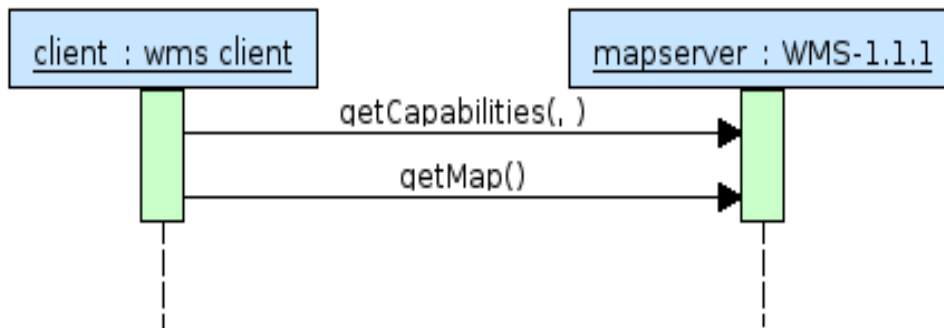 client : wms client
mapserver : WMS-1.1.1
getCapabilities(, )
getMap()